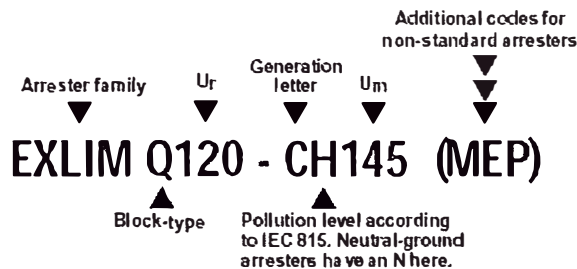 Additional codes for
non-standard arresters
Generation
letter
Arrester family
Ur
Um
EXLIM Q120 - CH145 (MEP)
Block-type
Pollution level according
to IEC 815. Neutral-ground
arresters have an N here.